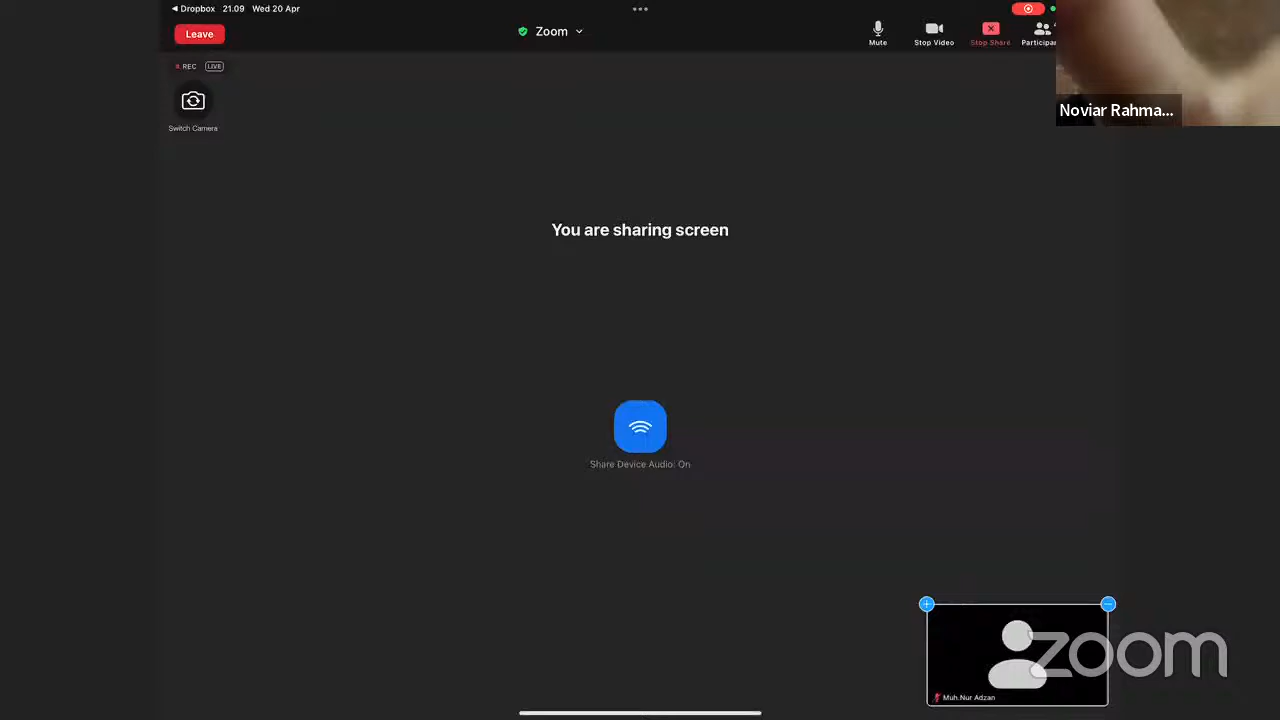 Dropbox 21.09 Wed 20 Apr
Leave
Zoom
Mute
Stop Video
Stop Share
Participan
Noviar Rahma...
REC
LIVE
Switch Camera
You are sharing screen
Share Device Audio: On
Muh.Nur Adzan
zoom